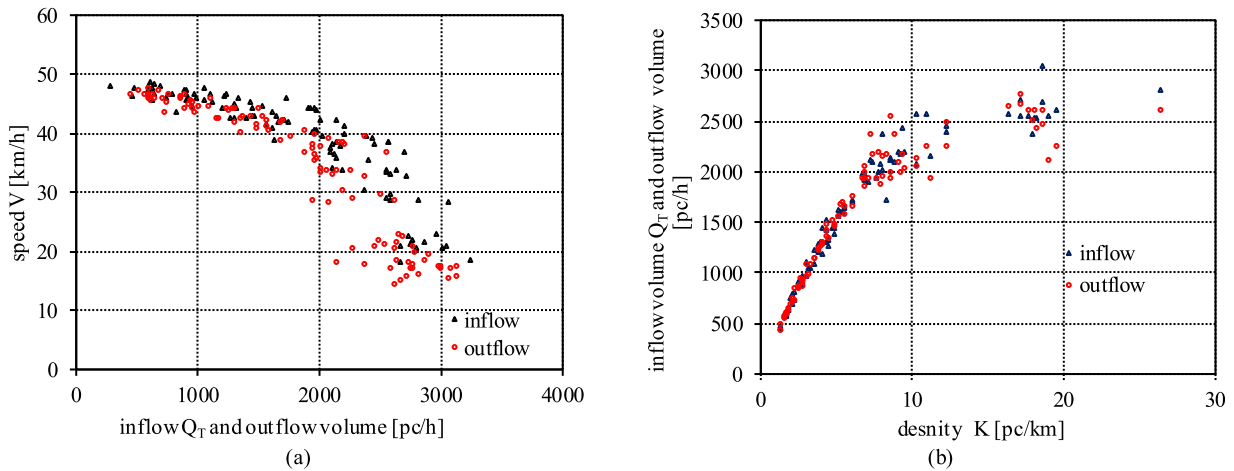 60
50
40
30
20
10
0
speed V [km/h]
0
1000
2000
3000
4000
inflow
outflow
inflow QT and outflow volume [pc/h]
(a)
3500
3000
2500
2000
1500
1000
500
0
inflow volume QT and outflow volume
[pc/h]
0
10
20
30
inflow
outflow
desnity K [pc/km]
(b)